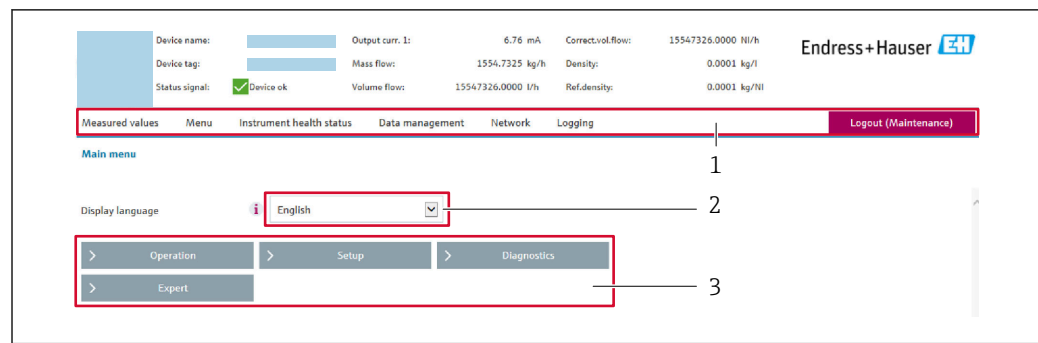 Device name: Output curr. 1: 6.76 mA Correct.vol.flow: 15547326.0000 Nl/h
Endress+Hauser EH
Device tag: Mass flow: 1554.7325 kg/h Density: 0.0001 kg/l
Status signal: Device ok Volume flow: 15547326.0000 l/h Ref.density: 0.0001 kg/Nl
Measured values Menu Instrument health status Data management Network Logging Logout (Maintenance)
Main menu 1
Display language i English 2
> Operation > Setup > Diagnostics
> Expert 3